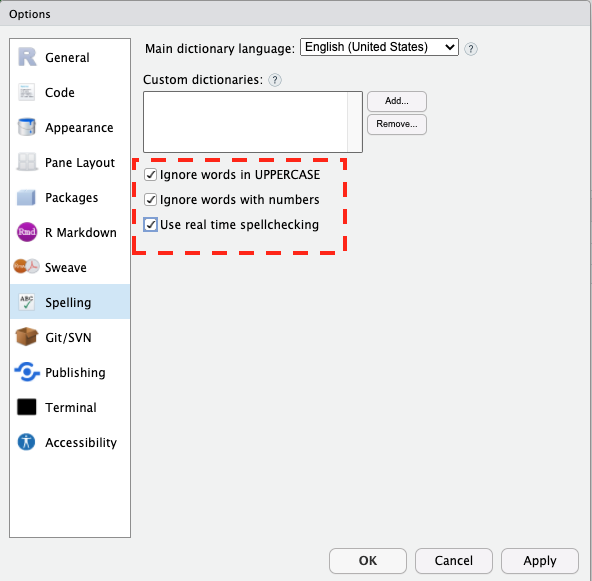 Options
General
Code
Appearance
Pane Layout
Packages
Rmd
R Markdown
Sweave
ABC
Spelling
Git/SVN
Publishing
Terminal
Accessibility
Main dictionary language: English (United States) ?
Custom dictionaries: ?
Add...
Remove...
Ignore words in UPPERCASE
Ignore words with numbers
Use real time spellchecking
OK Cancel Apply